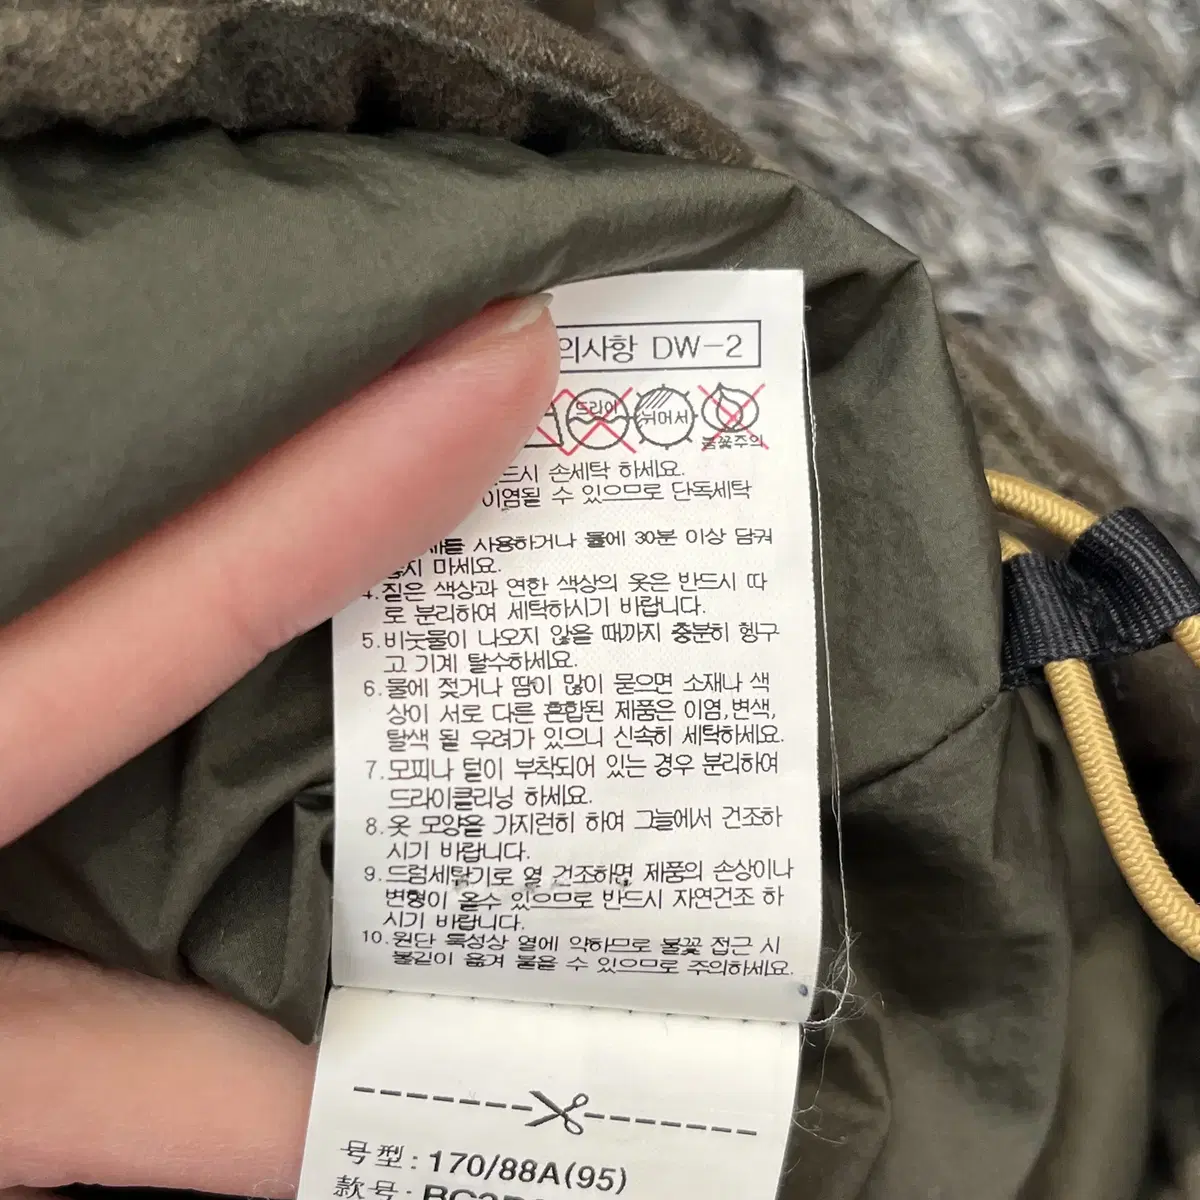 의사항 DW-2
드라이 뉘어서
불꽃주의
드시 손세탁 하세요.
이염될 수 있으므로 단독세탁
사용하거나 물에 30분 이상 담궈
마세요.
4. 짙은 색상과 연한 색상의 옷은 반드시 따
로 분리하여 세탁하시기 바랍니다.
5. 비눗물이 나오지 않을 때까지 충분히 헹구
고 기계 탈수하세요.
6. 물에 젖거나 땀이 많이 묻으면 소재나 색
상이 서로 다른 혼합된 제품은 이염,변색,
탈색 될 우려가 있으니 신속히 세탁하세요.
7. 모피나 털이 부착되어 있는 경우 분리하여
드라이클리닝 하세요.
8. 옷 모양을 가지런히 하여 그늘에서 건조하
시기 바랍니다.
9. 드럼세탁기로 열 건조하면 제품의 손상이나
변형이 올수 있으므로 반드시 자연건조 하
시기 바랍니다.
10. 원단 특성상 열에 약하므로 불꽃 접근 시
불길이 옮겨 붙을 수 있으므로 주의하세요.
号型: 170/88A(95)
款号: